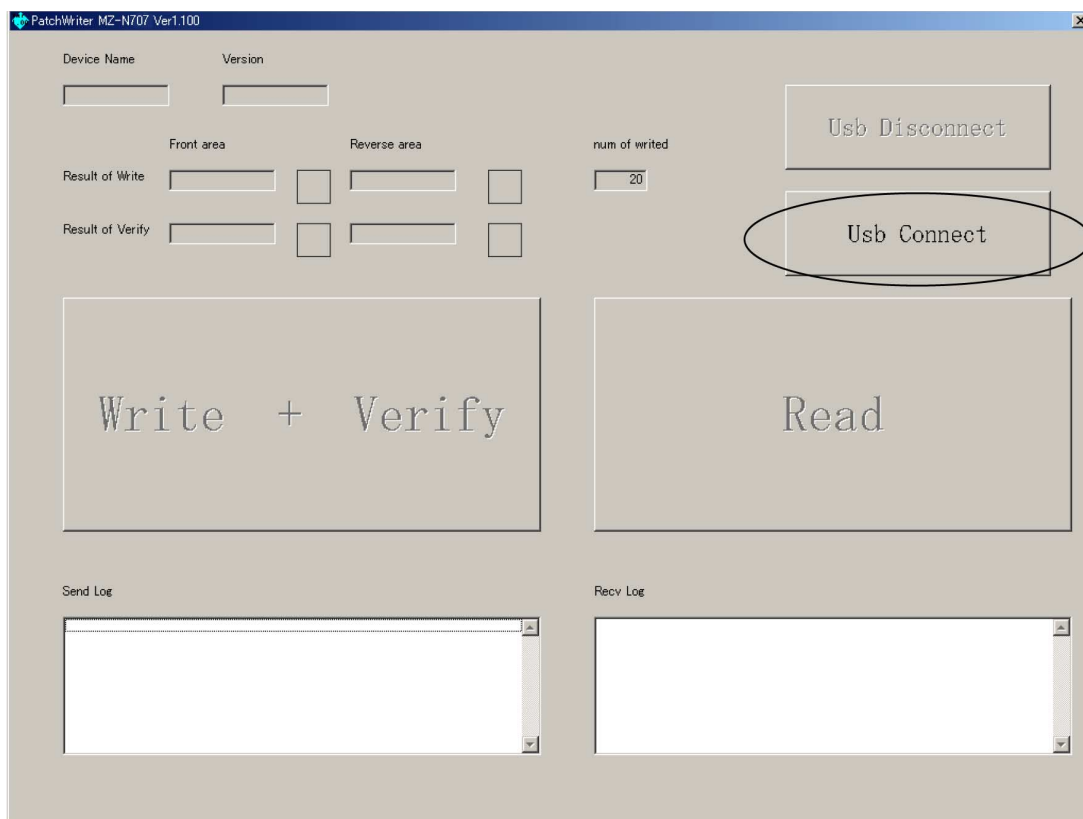 PatchWriter MZ-N707 Ver1.100
Device Name Version
Usb Disconnect
Front area Reverse area num of writed
Result of Write 20
Result of Verify
Usb Connect
Write + Verify Read
Send Log Recv Log